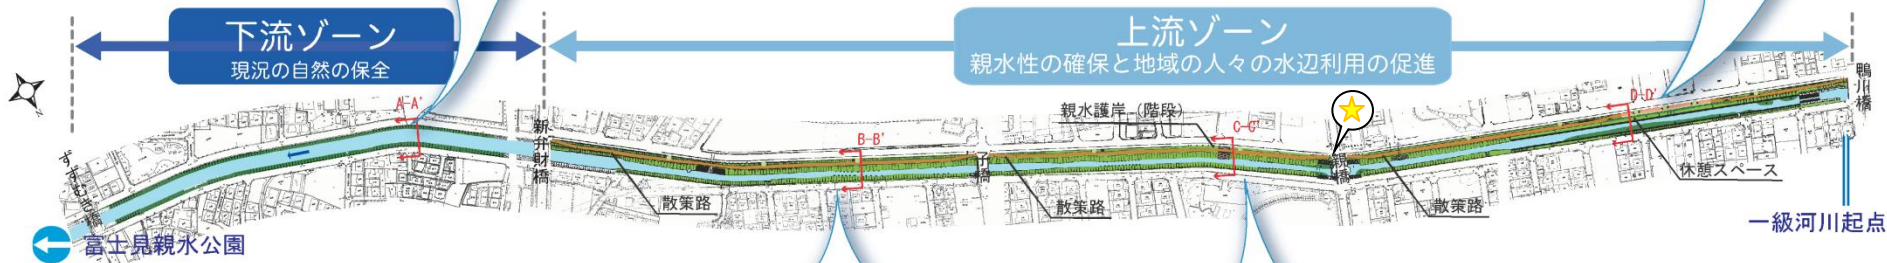 下流ゾーン
現況の自然の保全
上流ゾーン
親水性の確保と地域の人々の水辺利用の促進
鴨川橋
A-A'
親水護岸（階段）
D-D'
新弁財橋
B-B'
C-C'
子橋
親橋
休憩スペース
散策路
散策路
散策路
一級河川起点
富士見親水公園
N